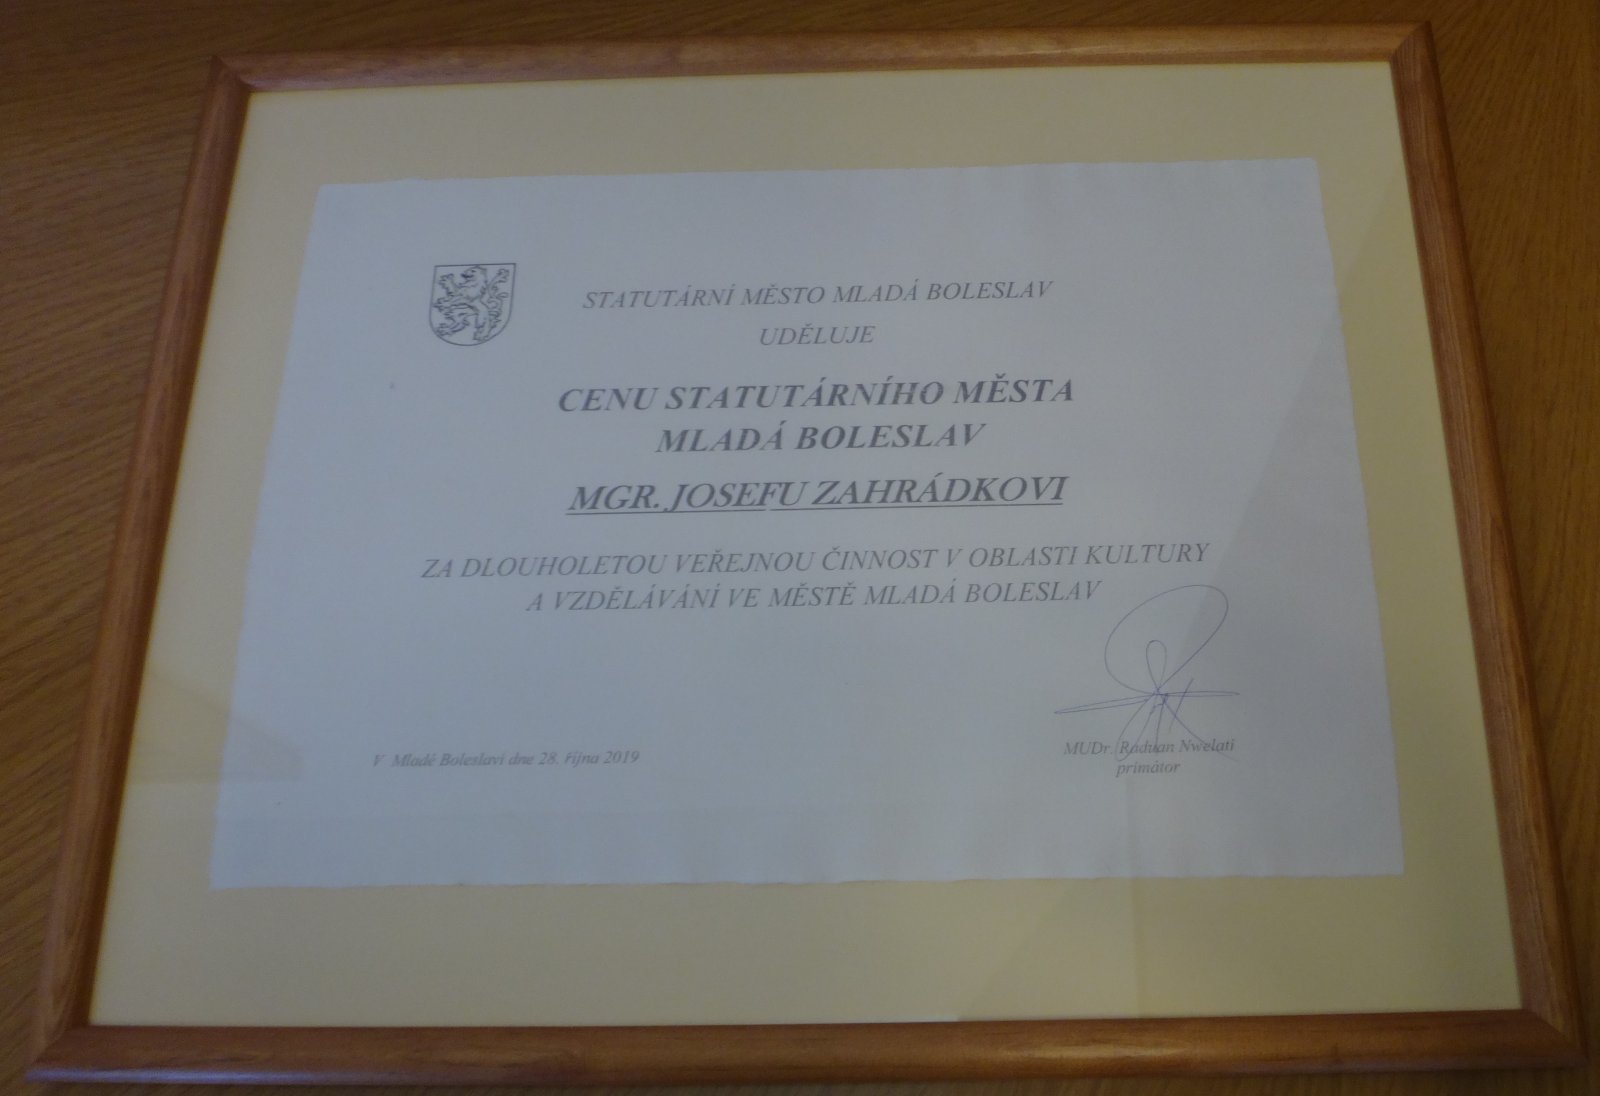 STATUTÁRNÍ MĚSTO MLADÁ BOLESLAV
UDĚLUJE
CENU STATUTÁRNÍHO MĚSTA
MLADÁ BOLESLAV
MGR. JOSEFU ZAHRÁDKOVI
ZA DLOUHOLETOU VEŘEJNOU ČINNOST V OBLASTI KULTURY
A VZDĚLÁVÁNÍ VE MĚSTĚ MLADÁ BOLESLAV
V Mladé Boleslavi dne 28. října 2019
MUDr. Raduan Nwelati
primátor